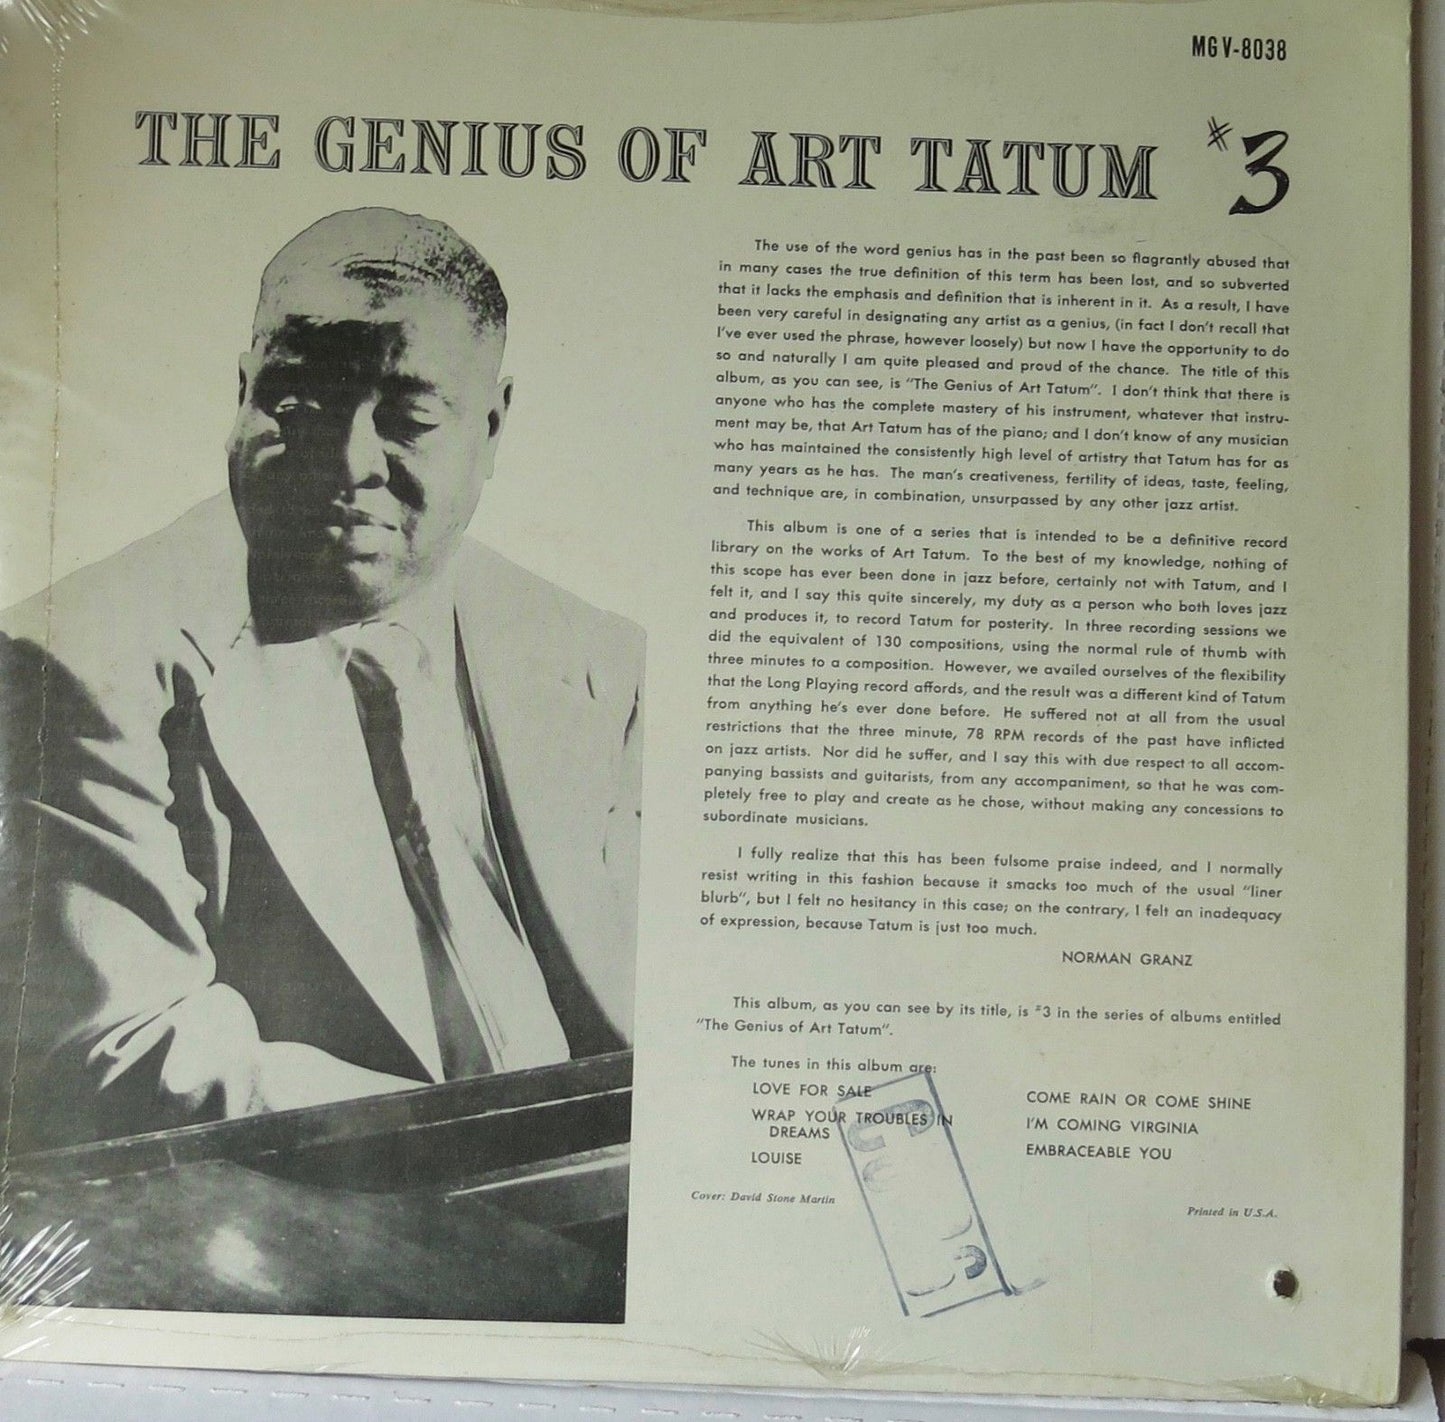 MG V-8038
THE GENIUS OF ART TATUM #3
The use of the word genius has in the past been so flagrantly abused that
in many cases the true definition of this term has been lost, and so subverted
that it lacks the emphasis and definition that is inherent in it. As a result, I have
been very careful in designating any artist as a genius, (in fact I don't recall that
I've ever used the phrase, however loosely) but now I have the opportunity to do
so and naturally I am quite pleased and proud of the chance. The title of this
album, as you can see, is "The Genius of Art Tatum". I don't think that there is
anyone who has the complete mastery of his instrument, whatever that instru-
ment may be, that Art Tatum has of the piano; and I don't know of any musician
who has maintained the consistently high level of artistry that Tatum has for as
many years as he has. The man's creativeness, fertility of ideas, taste, feeling,
and technique are, in combination, unsurpassed by any other jazz artist.
This album is one of a series that is intended to be a definitive record
library on the works of Art Tatum. To the best of my knowledge, nothing of
this scope has ever been done in jazz before, certainly not with Tatum, and I
felt it, and I say this quite sincerely, my duty as a person who both loves jazz
and produces it, to record Tatum for posterity. In three recording sessions we
did the equivalent of 130 compositions, using the normal rule of thumb with
three minutes to a composition. However, we availed ourselves of the flexibility
that the Long Playing record affords, and the result was a different kind of Tatum
from anything he's ever done before. He suffered not at all from the usual
restrictions that the three minute, 78 RPM records of the past have inflicted
on jazz artists. Nor did he suffer, and I say this with due respect to all accom-
panying bassists and guitarists, from any accompaniment, so that he was com-
pletely free to play and create as he chose, without making any concessions to
subordinate musicians.
I fully realize that this has been fulsome praise indeed, and I normally
resist writing in this fashion because it smacks too much of the usual "liner
blurb", but I felt no hesitancy in this case; on the contrary, I felt an inadequacy
of expression, because Tatum is just too much.
NORMAN GRANZ
This album, as you can see by its title, is #3 in the series of albums entitled
"The Genius of Art Tatum".
The tunes in this album are:
LOVE FOR SALE
WRAP YOUR TROUBLES IN
DREAMS
LOUISE
COME RAIN OR COME SHINE
I'M COMING VIRGINIA
EMBRACEABLE YOU
Cover: David Stone Martin
Printed in U.S.A.